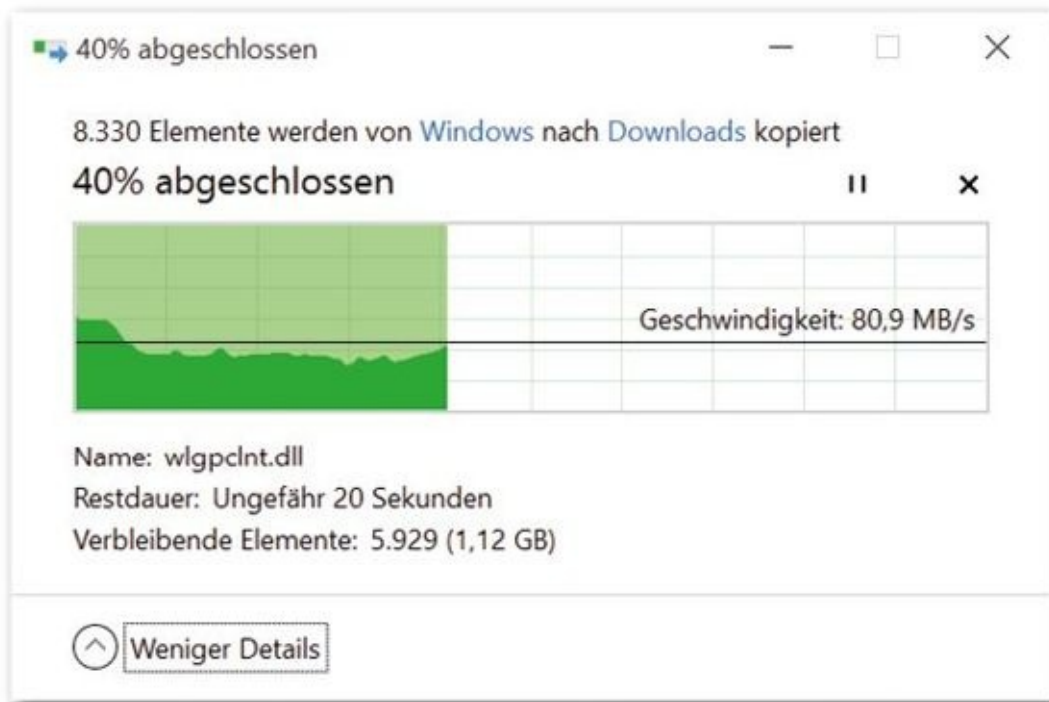 40% abgeschlossen
8.330 Elemente werden von Windows nach Downloads kopiert
40% abgeschlossen
Geschwindigkeit: 80,9 MB/s
Name: wlgpclnt.dll
Restdauer: Ungefähr 20 Sekunden
Verbleibende Elemente: 5.929 (1,12 GB)
Weniger Details